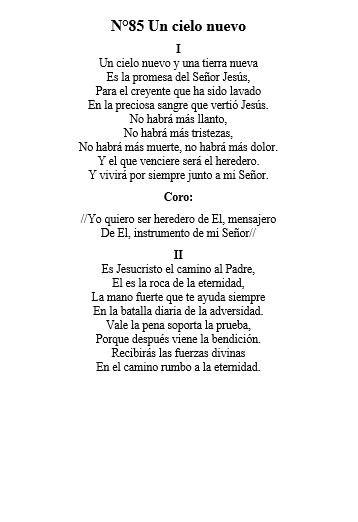 N°85 Un cielo nuevo
I
Un cielo nuevo y una tierra nueva
Es la promesa del Señor Jesús,
Para el creyente que ha sido lavado
En la preciosa sangre que vertió Jesús.
No habrá más llanto,
No habrá más tristezas,
No habrá más muerte, no habrá más dolor.
Y el que venciere será el heredero.
Y vivirá por siempre junto a mi Señor.
Coro:
//Yo quiero ser heredero de El, mensajero
De El, instrumento de mi Señor//
II
Es Jesucristo el camino al Padre,
El es la roca de la eternidad,
La mano fuerte que te ayuda siempre
En la batalla diaria de la adversidad.
Vale la pena soporta la prueba,
Porque después viene la bendición.
Recibirás las fuerzas divinas
En el camino rumbo a la eternidad.